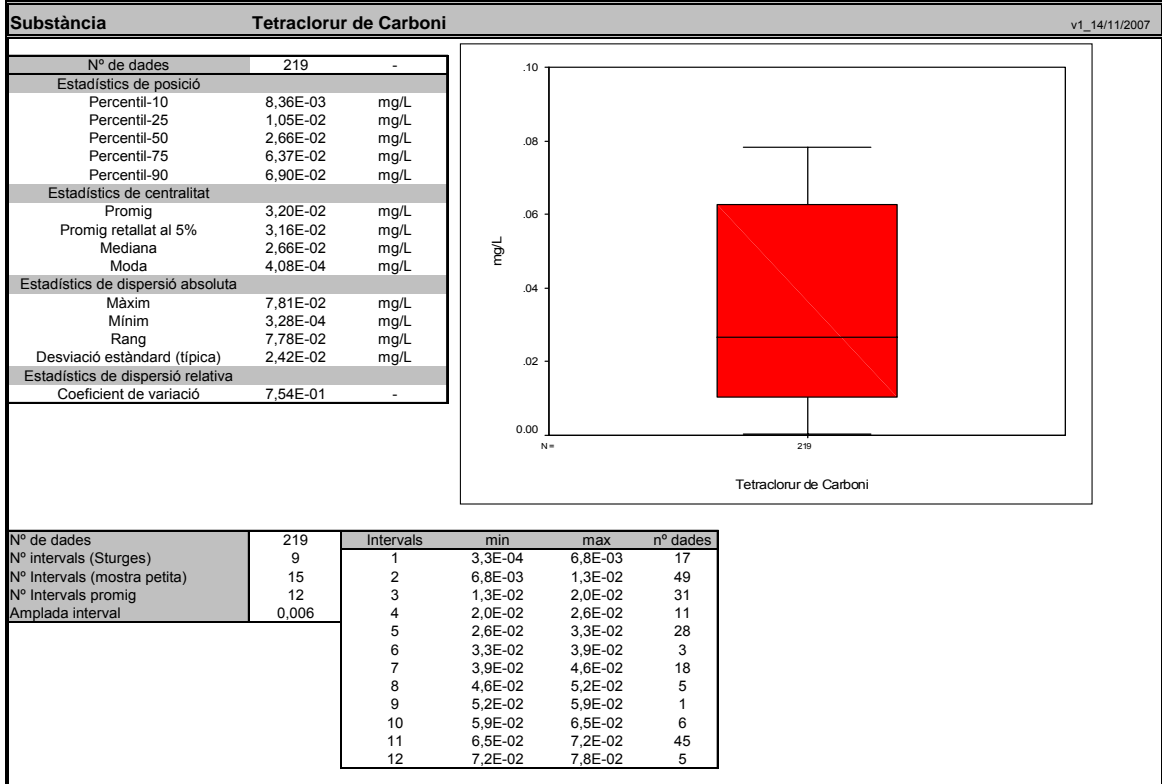 Substància Tetraclorur de Carboni v1_14/11/2007
Nº de dades 219 -
Estadístics de posició
Percentil-10 8,36E-03 mg/L
Percentil-25 1,05E-02 mg/L
Percentil-50 2,66E-02 mg/L
Percentil-75 6,37E-02 mg/L
Percentil-90 6,90E-02 mg/L
Estadístics de centralitat
Promig 3,20E-02 mg/L
Promig retallat al 5% 3,16E-02 mg/L
Mediana 2,66E-02 mg/L
Moda 4,08E-04 mg/L
Estadístics de dispersió absoluta
Màxim 7,81E-02 mg/L
Mínim 3,28E-04 mg/L
Rang 7,78E-02 mg/L
Desviació estàndard (típica) 2,42E-02 mg/L
Estadístics de dispersió relativa
Coeficient de variació 7,54E-01 -
.10
.08
.06
.04
.02
0.00
mg/L
N = 219
Tetraclorur de Carboni
Nº de dades 219
Nº intervals (Sturges) 9
Nº Intervals (mostra petita) 15
Nº Intervals promig 12
Amplada interval 0,006
Intervals min max nº dades
1 3,3E-04 6,8E-03 17
2 6,8E-03 1,3E-02 49
3 1,3E-02 2,0E-02 31
4 2,0E-02 2,6E-02 11
5 2,6E-02 3,3E-02 28
6 3,3E-02 3,9E-02 3
7 3,9E-02 4,6E-02 18
8 4,6E-02 5,2E-02 5
9 5,2E-02 5,9E-02 1
10 5,9E-02 6,5E-02 6
11 6,5E-02 7,2E-02 45
12 7,2E-02 7,8E-02 5